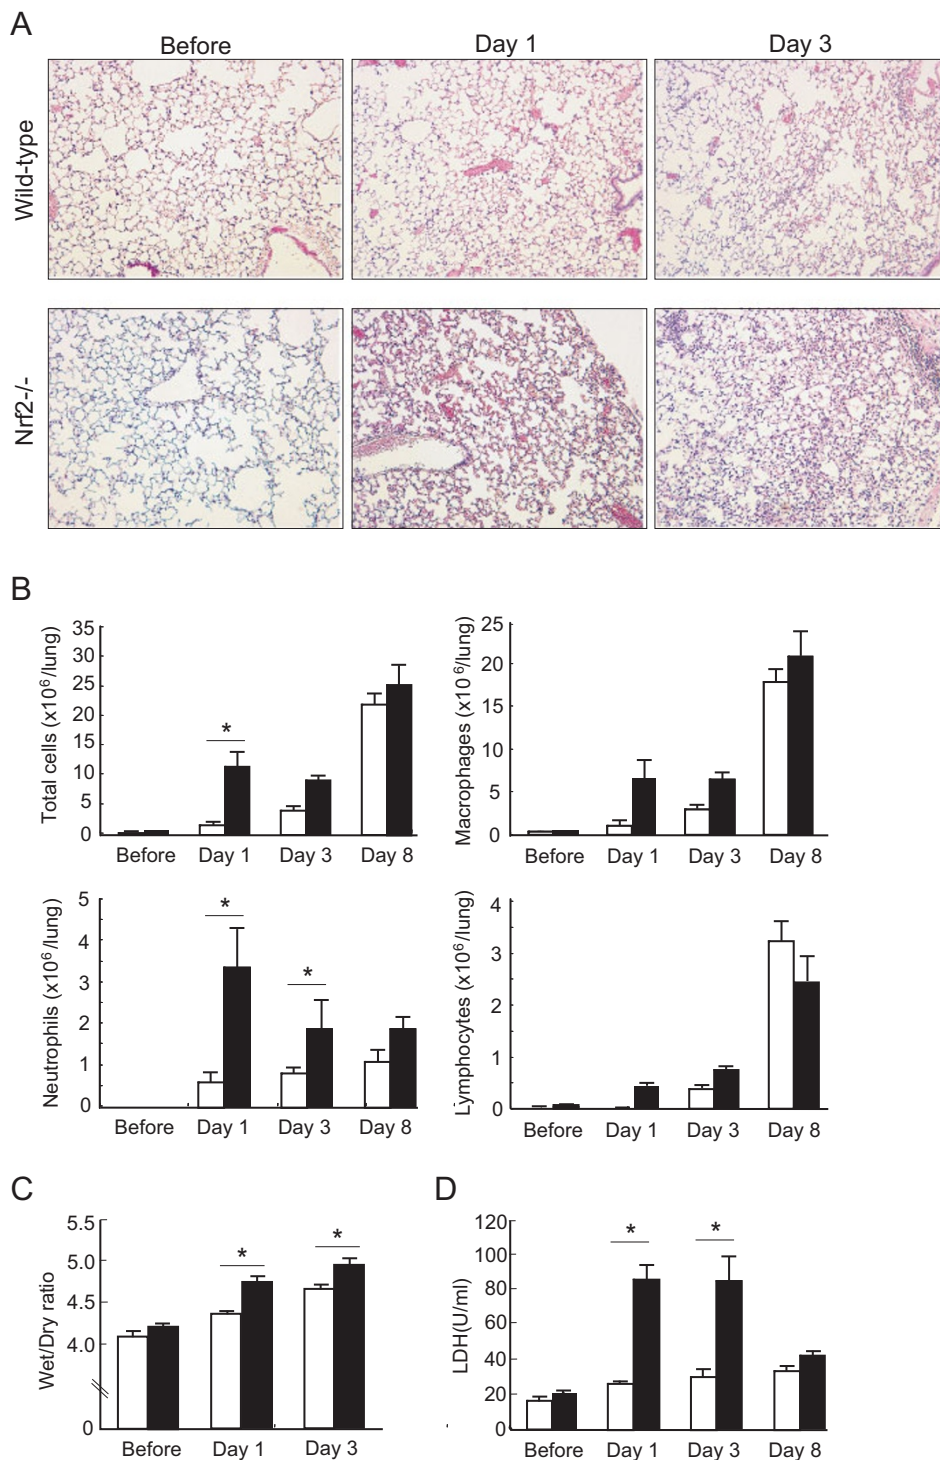 A
Before
Day 1
Day 3
Wild-type
Nrf2-/-
B
Total cells (x10⁶/lung)
35
30
25
20
15
10
5
0
*
Before
Day 1
Day 3
Day 8
Macrophages (x10⁶/lung)
25
20
15
10
5
0
Before
Day 1
Day 3
Day 8
Neutrophils (x10⁶/lung)
5
4
3
2
1
0
*
*
Before
Day 1
Day 3
Day 8
Lymphocytes (x10⁶/lung)
4
3
2
1
0
Before
Day 1
Day 3
Day 8
C
Wet/Dry ratio
5.5
5.0
4.5
4.0
0
*
*
Before
Day 1
Day 3
D
LDH(U/ml)
120
100
80
60
40
20
0
*
*
Before
Day 1
Day 3
Day 8